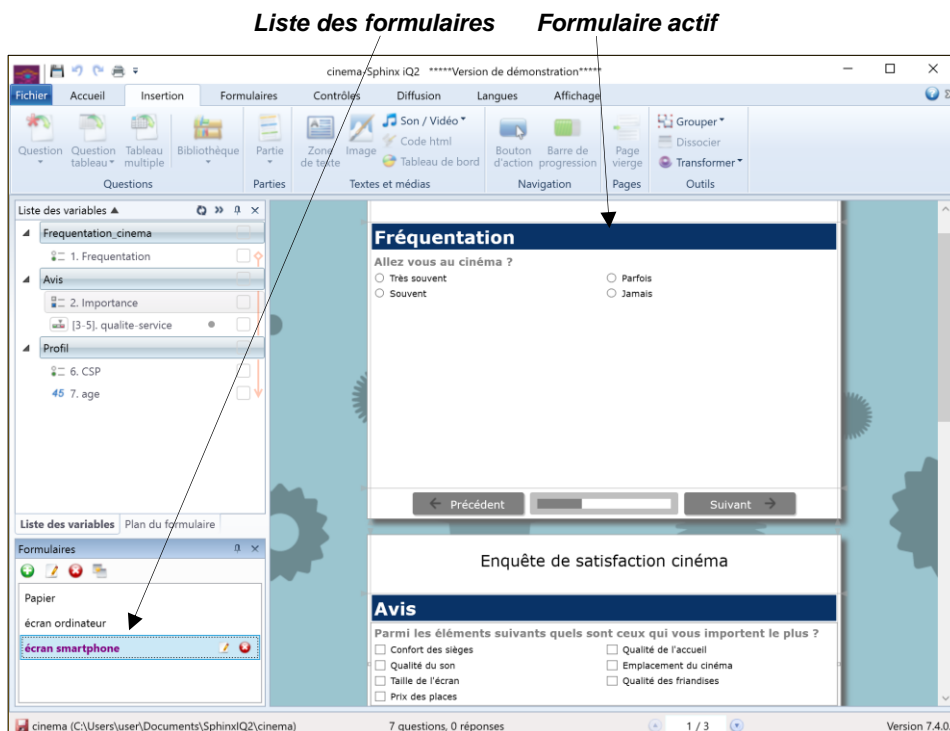 Liste des formulaires Formulaire actif
cinema-Sphinx iQ2 *****Version de démonstration*****
Fichier Accueil Insertion Formulaires Contrôles Diffusion Langues Affichage
Question Question tableau Tableau multiple Bibliothèque Partie Zone de texte Image Son / Vidéo Code html Tableau de bord Bouton d'action Barre de progression Page vierge Grouper Dissocier Transformer
Questions Parties Textes et médias Navigation Pages Outils
Liste des variables
Frequentation_cinema
1. Frequentation
Avis
2. Importance
[3-5]. qualite-service
Profil
6. CSP
45 7. age
Liste des variables Plan du formulaire
Formulaires
Papier
écran ordinateur
écran smartphone
Fréquentation
Allez vous au cinéma ?
Très souvent Parfois
Souvent Jamais
Précédent Suivant
Enquête de satisfaction cinéma
Avis
Parmi les éléments suivants quels sont ceux qui vous importent le plus ?
Confort des sièges Qualité de l'accueil
Qualité du son Emplacement du cinéma
Taille de l'écran Qualité des friandises
Prix des places
cinema (C:\Users\user\Documents\SphinxIQ2\cinema) 7 questions, 0 réponses 1 / 3 Version 7.4.0